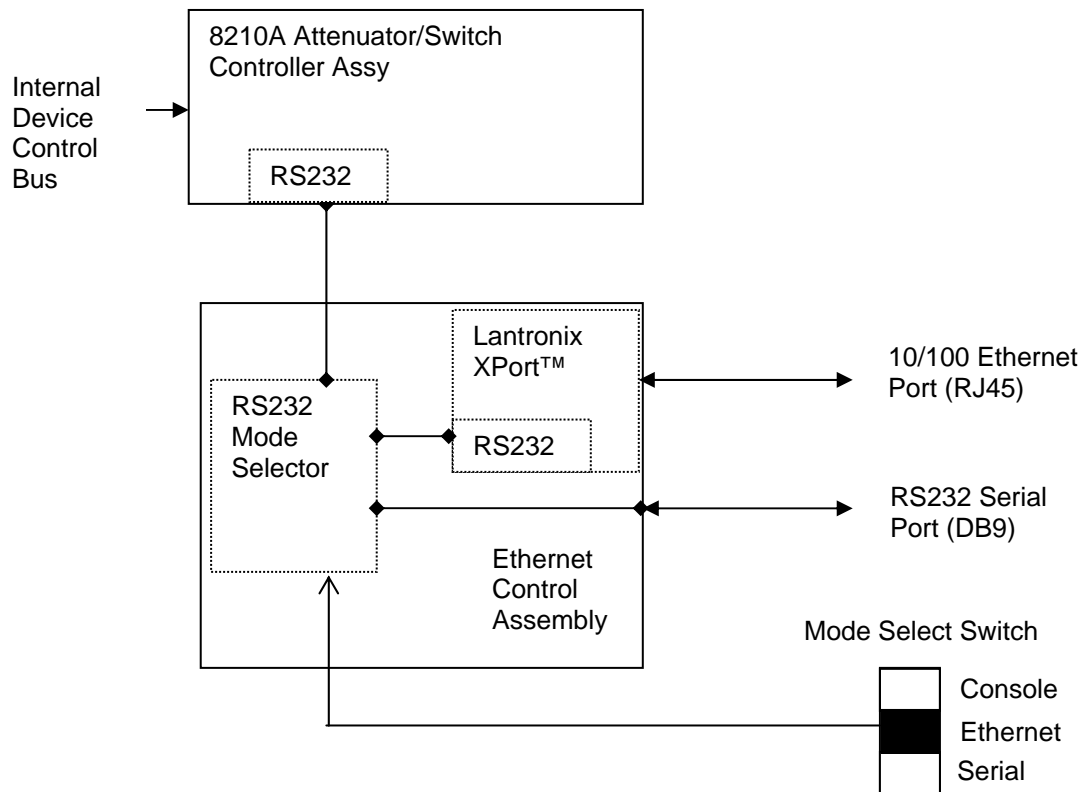 8210A Attenuator/Switch
Controller Assy
Internal
Device
Control
Bus
RS232
Lantronix
XPort™
10/100 Ethernet
Port (RJ45)
RS232
Mode
Selector
RS232
RS232 Serial
Port (DB9)
Ethernet
Control
Assembly
Mode Select Switch
Console
Ethernet
Serial